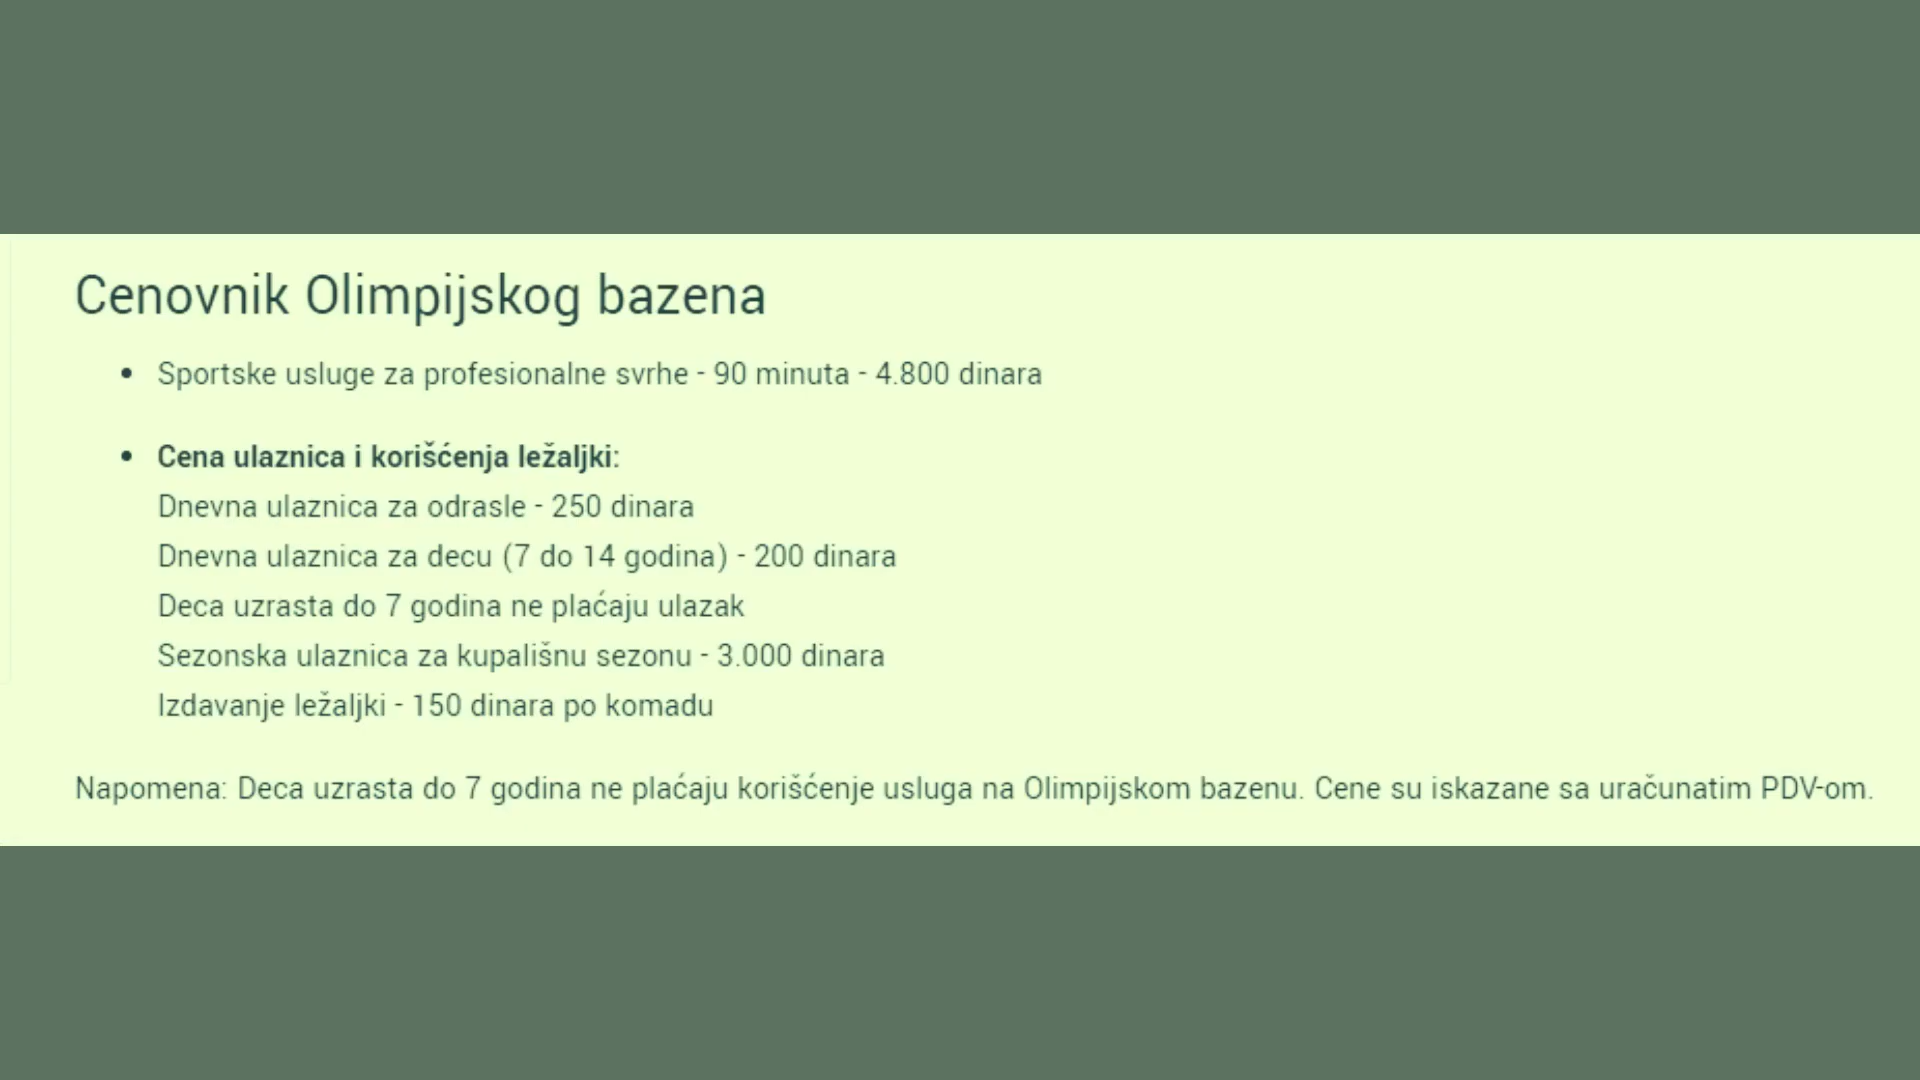 Cenovnik Olimpijskog bazena
• Sportske usluge za profesionalne svrhe - 90 minuta - 4.800 dinara
• Cena ulaznica i korišćenja ležaljki:
Dnevna ulaznica za odrasle - 250 dinara
Dnevna ulaznica za decu (7 do 14 godina) - 200 dinara
Deca uzrasta do 7 godina ne plaćaju ulazak
Sezonska ulaznica za kupališnu sezonu - 3.000 dinara
Izdavanje ležaljki - 150 dinara po komadu
Napomena: Deca uzrasta do 7 godina ne plaćaju korišćenje usluga na Olimpijskom bazenu. Cene su iskazane sa uračunatim PDV-om.